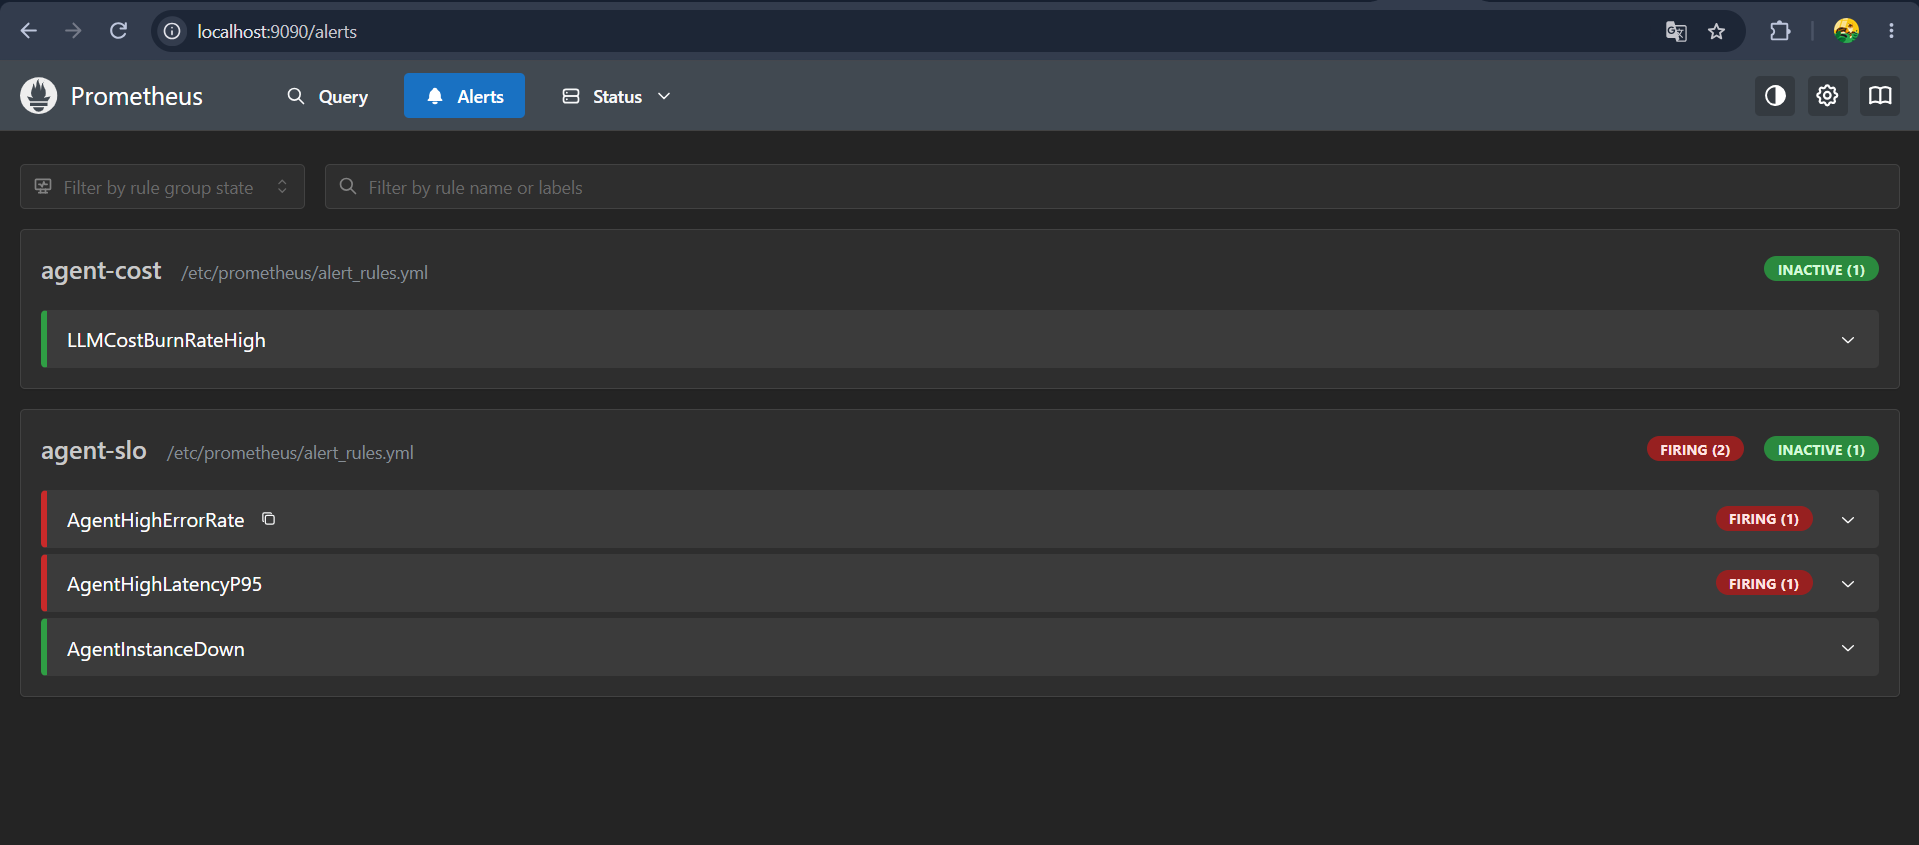 localhost:9090/alerts
Prometheus
Query
Alerts
Status
Filter by rule group state
Filter by rule name or labels
agent-cost /etc/prometheus/alert_rules.yml INACTIVE (1)
LLMCostBurnRateHigh
agent-slo /etc/prometheus/alert_rules.yml FIRING (2) INACTIVE (1)
AgentHighErrorRate FIRING (1)
AgentHighLatencyP95 FIRING (1)
AgentInstanceDown